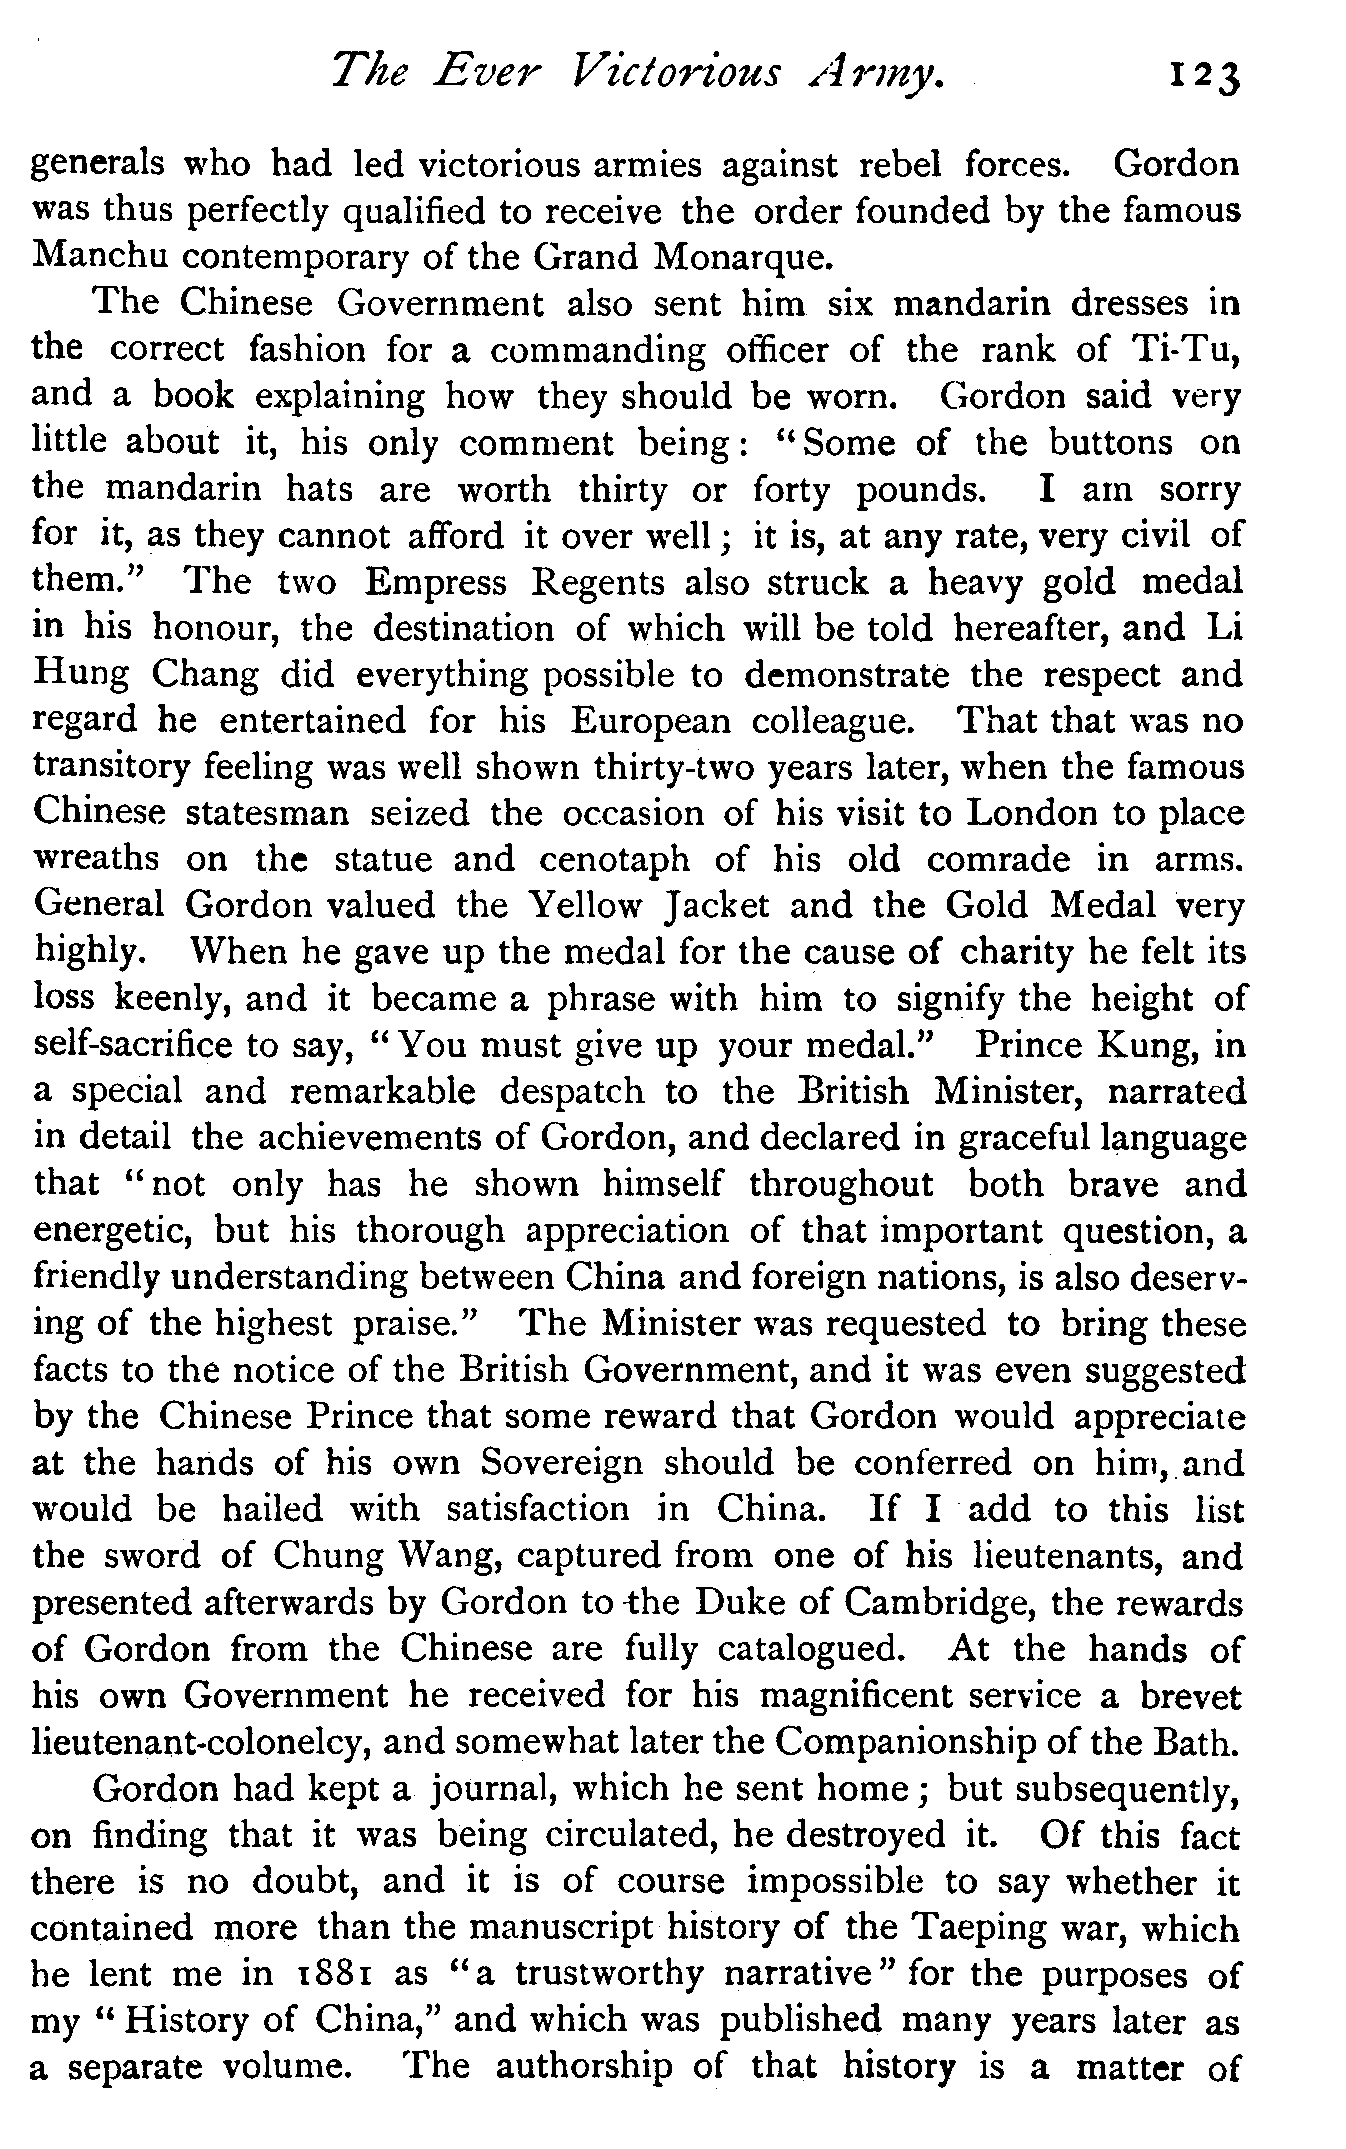 The Ever Victorious Army. 123
generals who had led victorious armies against rebel forces. Gordon
was thus perfectly qualified to receive the order founded by the famous
Manchu contemporary of the Grand Monarque.
The Chinese Government also sent him six mandarin dresses in
the correct fashion for a commanding officer of the rank of Ti-Tu,
and a book explaining how they should be worn. Gordon said very
little about it, his only comment being: "Some of the buttons on
the mandarin hats are worth thirty or forty pounds. I am sorry
for it, as they cannot afford it over well; it is, at any rate, very civil of
them." The two Empress Regents also struck a heavy gold medal
in his honour, the destination of which will be told hereafter, and Li
Hung Chang did everything possible to demonstrate the respect and
regard he entertained for his European colleague. That that was no
transitory feeling was well shown thirty-two years later, when the famous
Chinese statesman seized the occasion of his visit to London to place
wreaths on the statue and cenotaph of his old comrade in arms.
General Gordon valued the Yellow Jacket and the Gold Medal very
highly. When he gave up the medal for the cause of charity he felt its
loss keenly, and it became a phrase with him to signify the height of
self-sacrifice to say, "You must give up your medal." Prince Kung, in
a special and remarkable despatch to the British Minister, narrated
in detail the achievements of Gordon, and declared in graceful language
that "not only has he shown himself throughout both brave and
energetic, but his thorough appreciation of that important question, a
friendly understanding between China and foreign nations, is also deserv-
ing of the highest praise." The Minister was requested to bring these
facts to the notice of the British Government, and it was even suggested
by the Chinese Prince that some reward that Gordon would appreciate
at the hands of his own Sovereign should be conferred on him, and
would be hailed with satisfaction in China. If I add to this list
the sword of Chung Wang, captured from one of his lieutenants, and
presented afterwards by Gordon to the Duke of Cambridge, the rewards
of Gordon from the Chinese are fully catalogued. At the hands of
his own Government he received for his magnificent service a brevet
lieutenant-colonelcy, and somewhat later the Companionship of the Bath.
Gordon had kept a journal, which he sent home; but subsequently,
on finding that it was being circulated, he destroyed it. Of this fact
there is no doubt, and it is of course impossible to say whether it
contained more than the manuscript history of the Taeping war, which
he lent me in 1881 as "a trustworthy narrative" for the purposes of
my "History of China," and which was published many years later as
a separate volume. The authorship of that history is a matter of